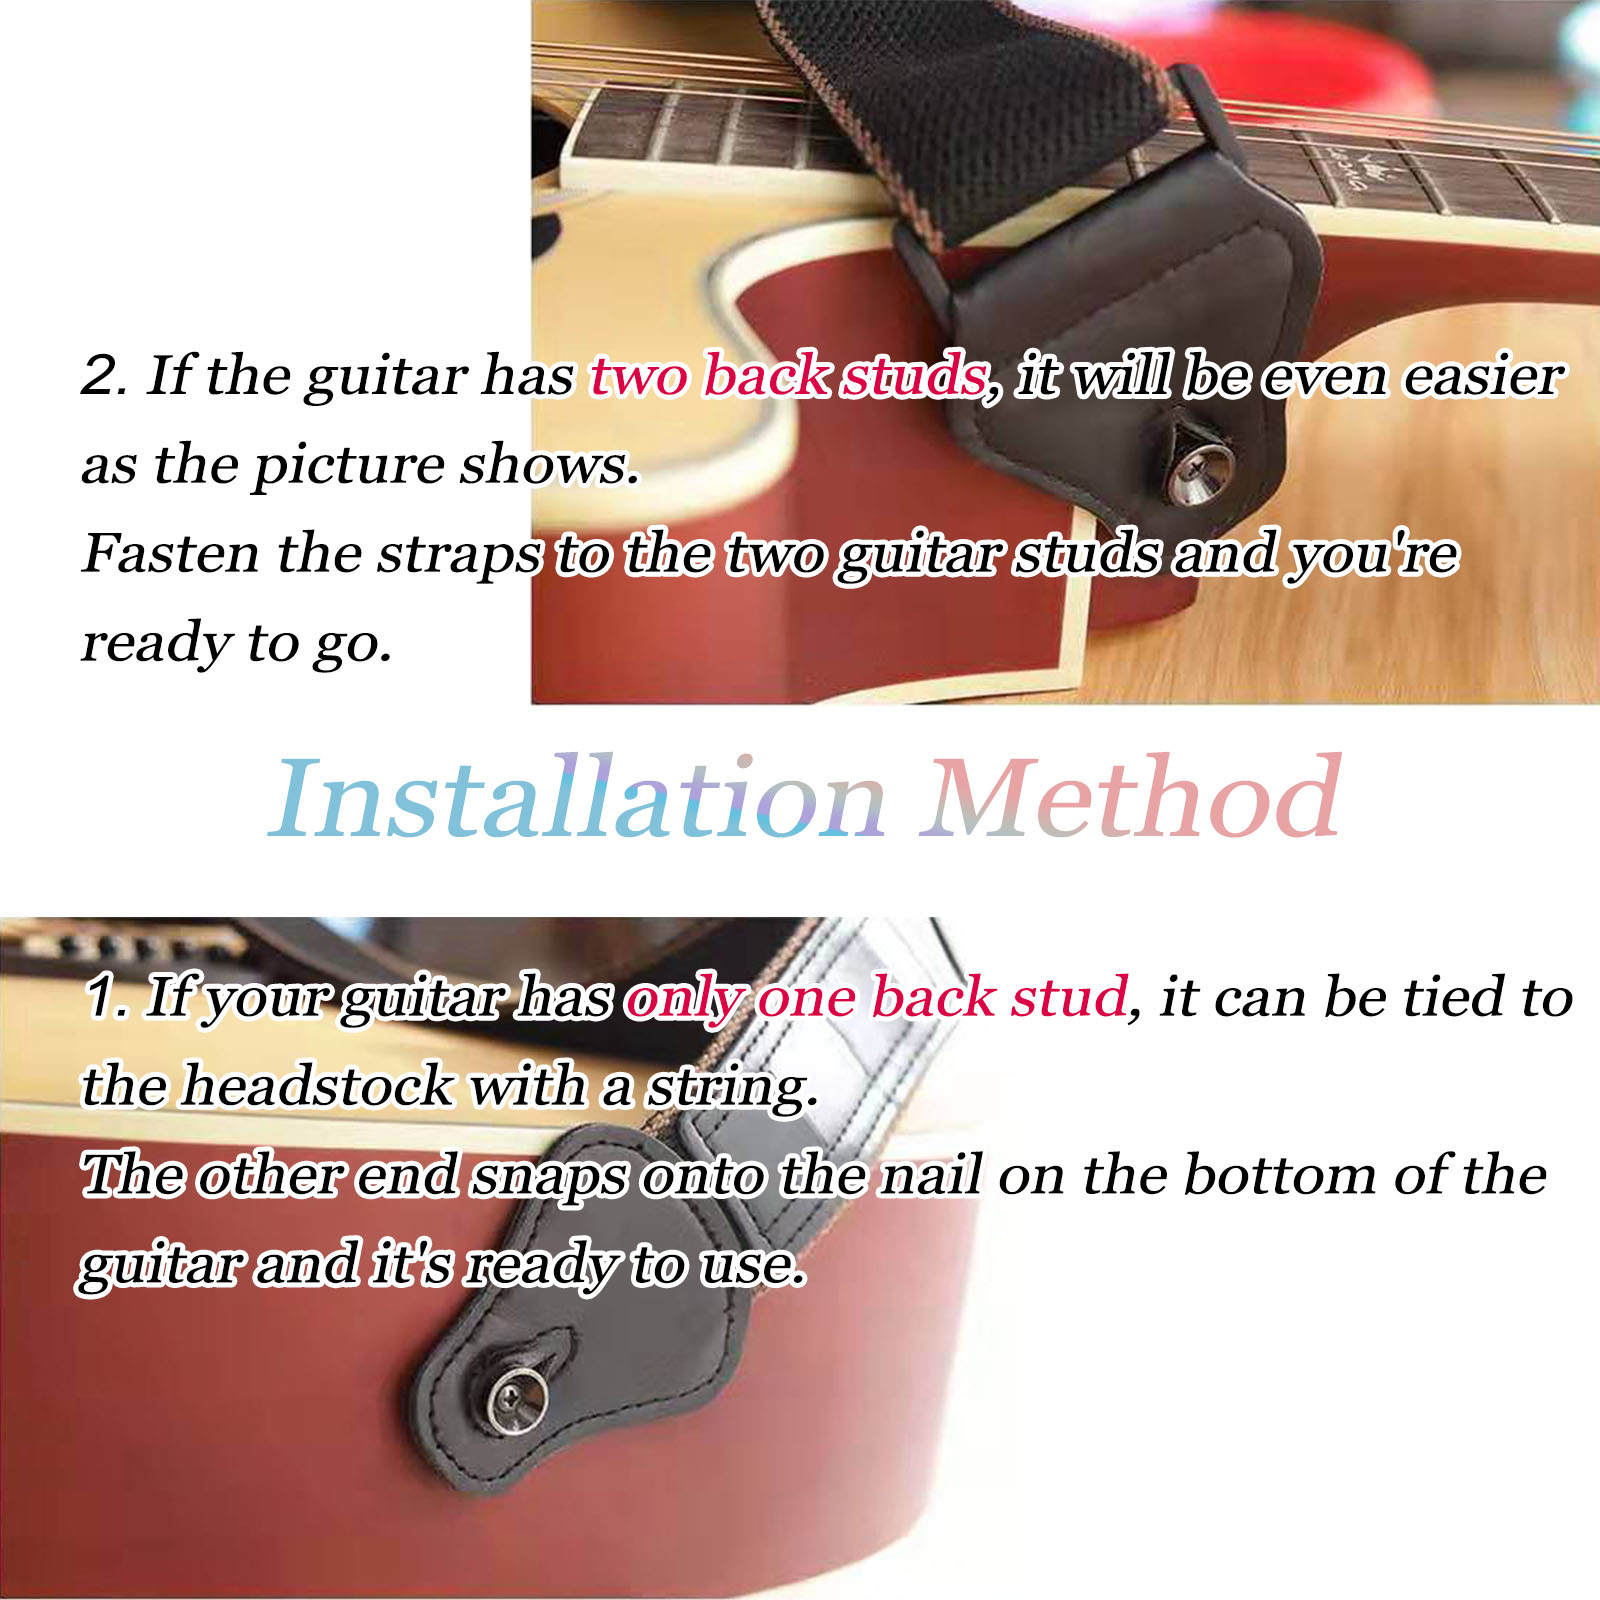 2. If the guitar has two back studs, it will be even easier
as the picture shows.
Fasten the straps to the two guitar studs and you're
ready to go.
Installation Method
1. If your guitar has only one back stud, it can be tied to
the headstock with a string.
The other end snaps onto the nail on the bottom of the
guitar and it's ready to use.